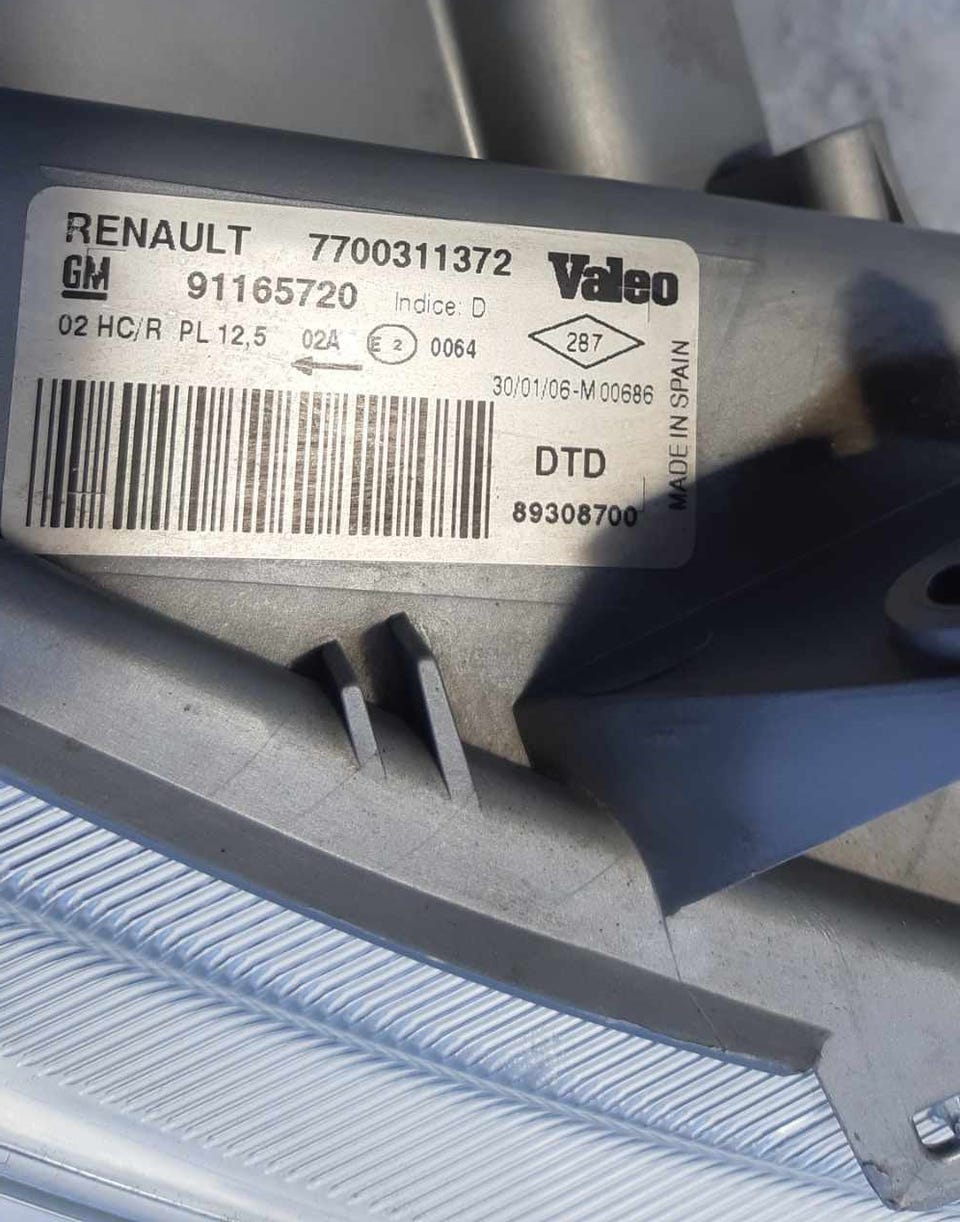 RENAULT 7700311372 Valeo
GM 91165720 Indice: D
02 HC/R PL 12,5 02A E 2 0064 287
30/01/06-M 00686
DTD
89308700
MADE IN SPAIN